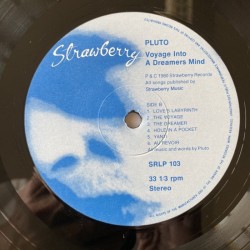 Strawberry
PLUTO
Voyage Into
A Dreamers Mind
Strawberry Records
All songs published by
Strawberry Music
SIDE B
1. LOVE'S LABYRINTH
2. THE VOYAGE
3. THE DREAMER
4. HOLE IN A POCKET
5. YANTI
6. AU REVOIR
All music and words by Pluto
SRLP 103
33 1/3 rpm
Stereo